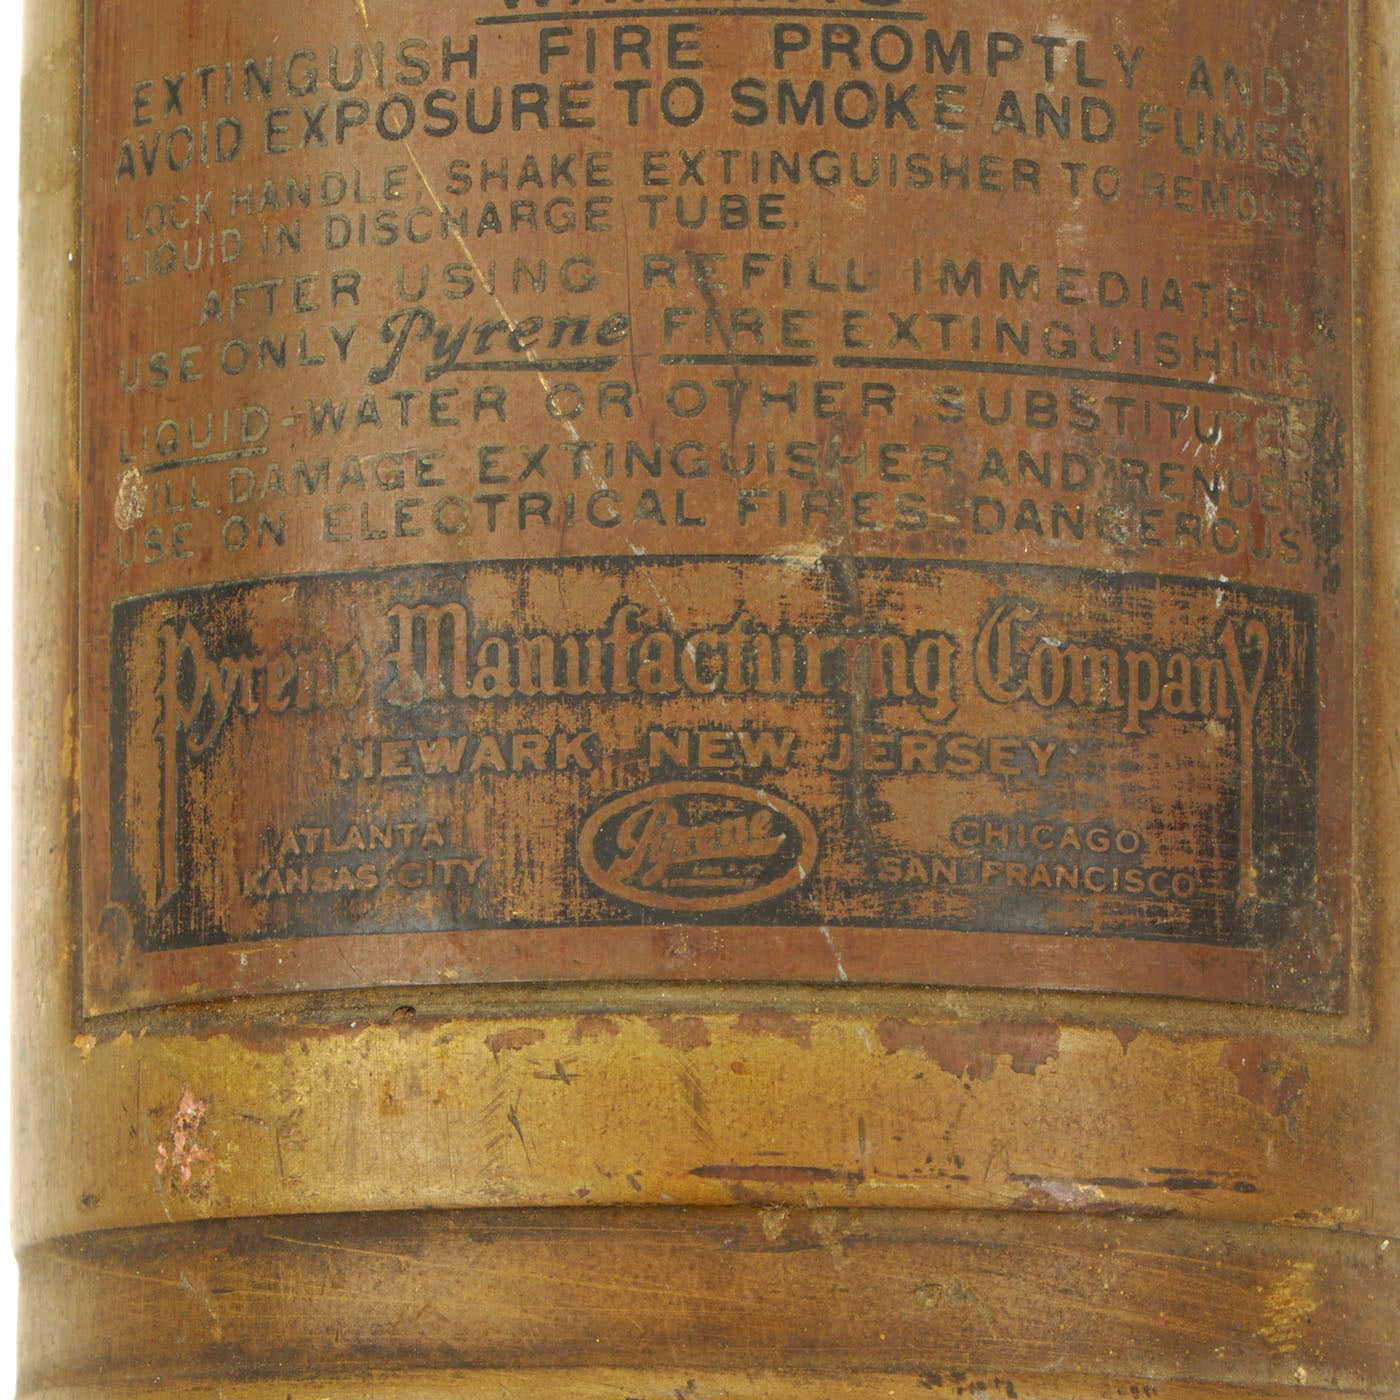 WARNING
EXTINGUISH FIRE PROMPTLY AND
AVOID EXPOSURE TO SMOKE AND FUMES
LOCK HANDLE, SHAKE EXTINGUISHER TO REMOVE
LIQUID IN DISCHARGE TUBE.
AFTER USING REFILL IMMEDIATELY
USE ONLY Pyrene FIRE EXTINGUISHING
LIQUID-WATER OR OTHER SUBSTITUTES
WILL DAMAGE EXTINGUISHER AND RENDER
USE ON ELECTRICAL FIRES DANGEROUS
Pyrene Manufacturing Company
NEWARK NEW JERSEY
ATLANTA Pyrene CHICAGO
KANSAS CITY SAN FRANCISCO